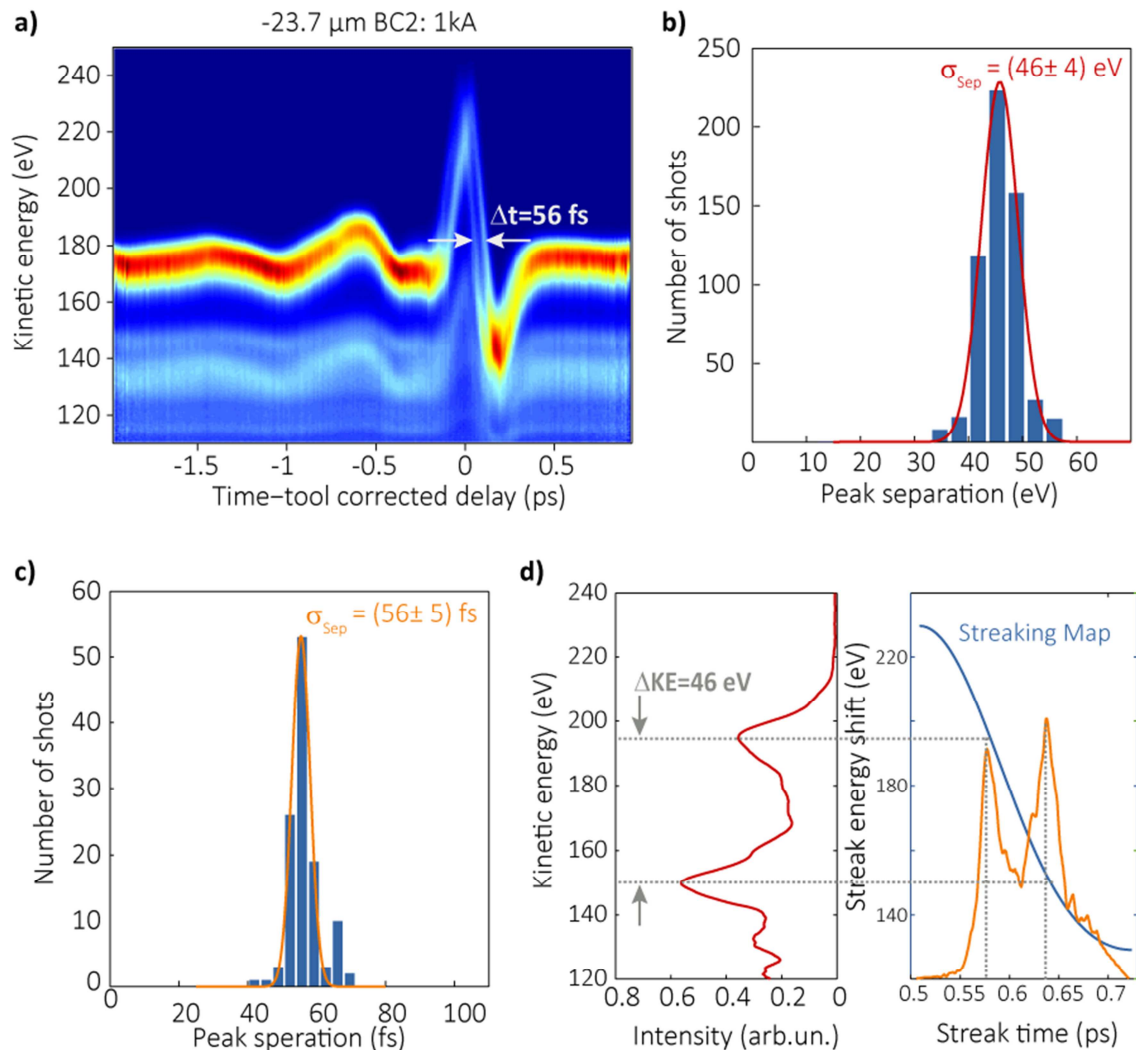 a)
-23.7 µm BC2: 1kA
240
220
200
180
160
140
120
Kinetic energy (eV)
Δt=56 fs
-1.5 -1 -0.5 0 0.5
Time–tool corrected delay (ps)
b)
250
200
150
100
50
Number of shots
σSep = (46± 4) eV
0 20 30 40 50 60
Peak separation (eV)
c)
60
50
40
30
20
10
0
Number of shots
σSep = (56± 5) fs
0 20 40 60 80 100
Peak speration (fs)
d)
240
220
200
180
160
140
120
Kinetic energy (eV)
ΔKE=46 eV
0.8 0.6 0.4 0.2 0
Intensity (arb.un.)
Streak energy shift (eV)
220
180
140
Streaking Map
0.5 0.55 0.6 0.65 0.7
Streak time (ps)